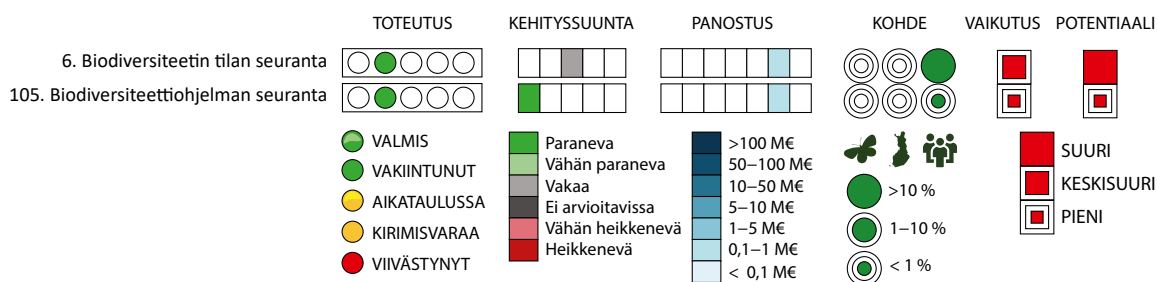 TOTEUTUS KEHITYSSUUNTA PANOSTUS KOHDE VAIKUTUS POTENTIAALI
6. Biodiversiteetin tilan seuranta
105. Biodiversiteettiohjelman seuranta
VALMIS
VAKIINTUNUT
AIKATAULUSSA
KIRIMISVARAA
VIIVÄSTYNYT
Paraneva
Vähän paraneva
Vakaa
Ei arvioitavissa
Vähän heikkenevä
Heikkenevä
>100 M€
50–100 M€
10–50 M€
5–10 M€
1–5 M€
0,1–1 M€
< 0,1 M€
>10 %
1–10 %
< 1 %
SUURI
KESKISUURI
PIENI